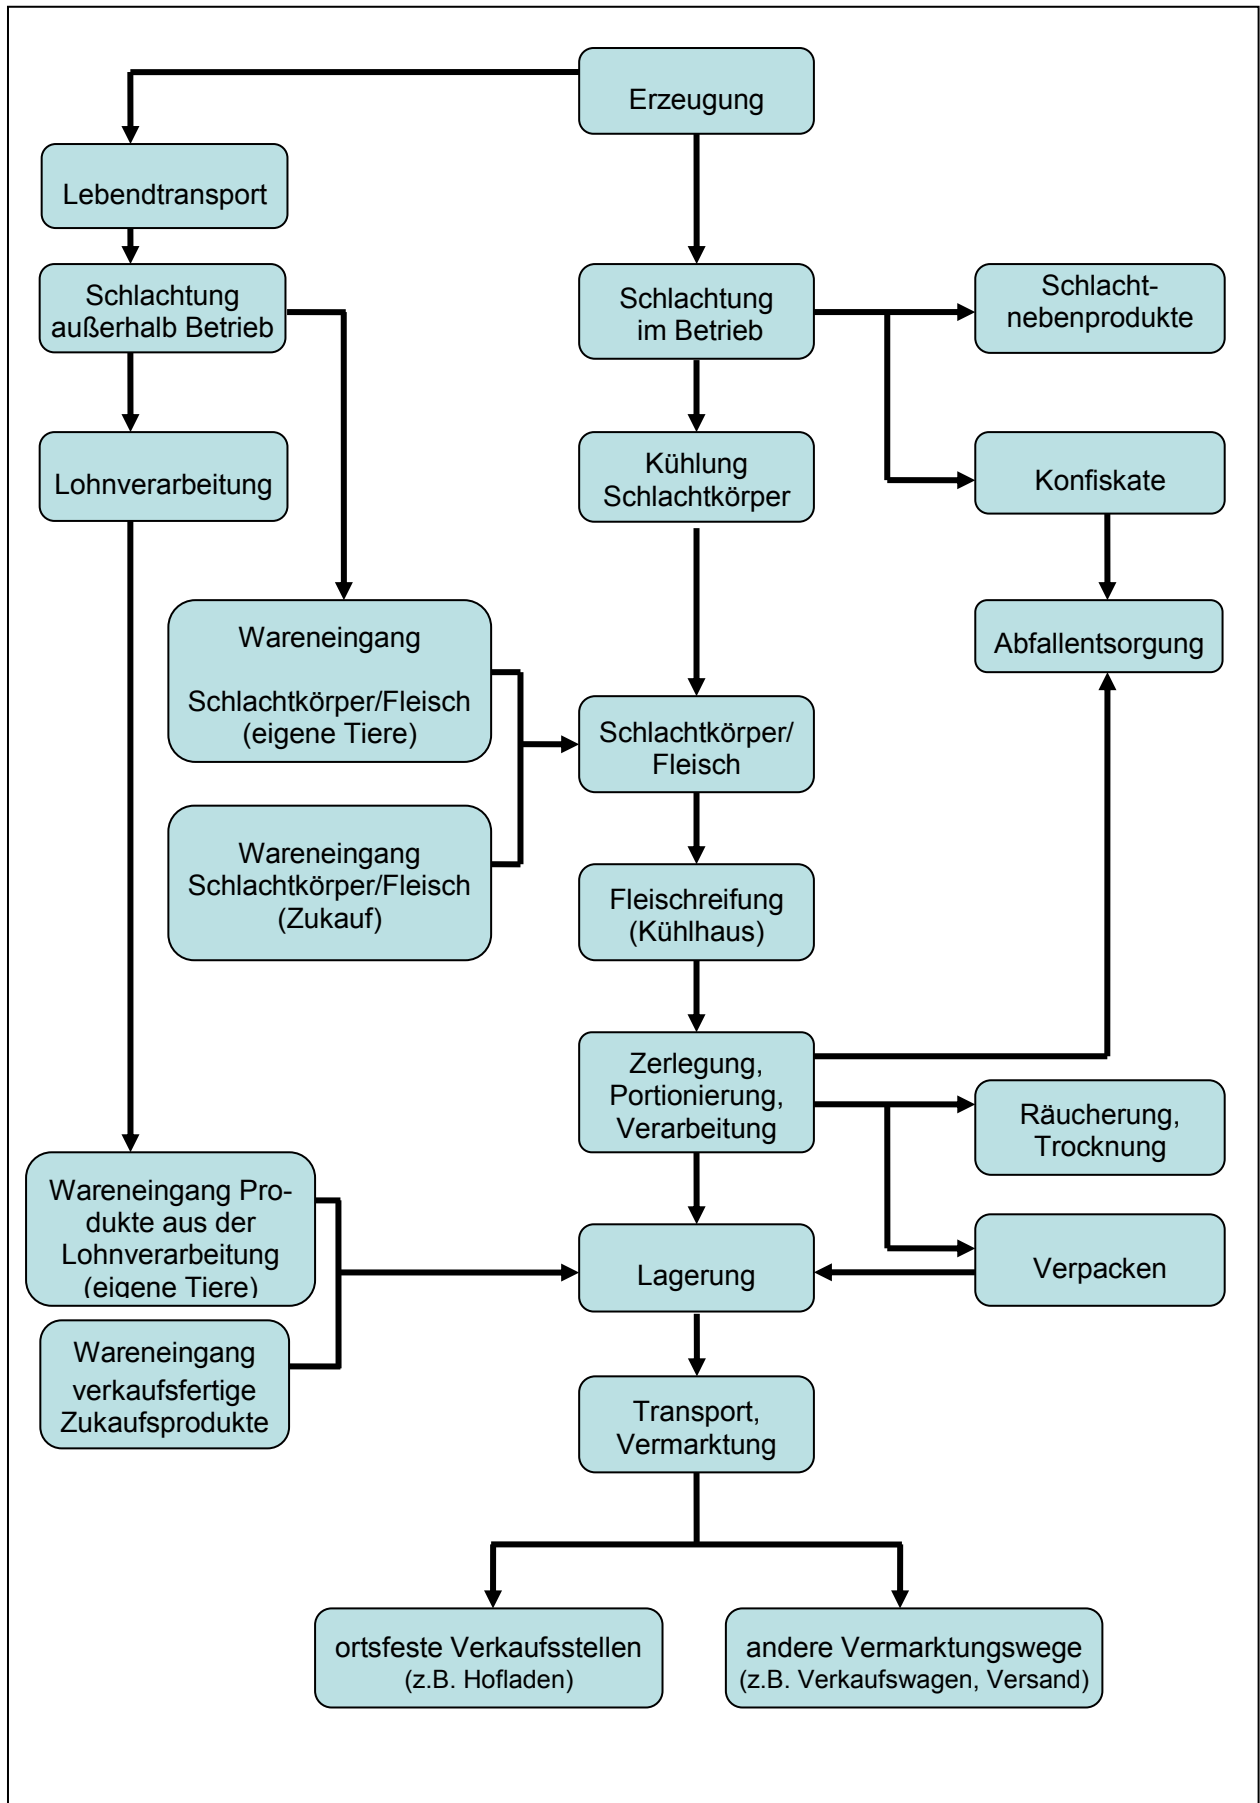 Erzeugung
Lebendtransport
Schlachtung
außerhalb Betrieb
Schlachtung
im Betrieb
Schlacht-
nebenprodukte
Lohnverarbeitung
Kühlung
Schlachtkörper
Konfiskate
Wareneingang
Schlachtkörper/Fleisch
(eigene Tiere)
Abfallentsorgung
Schlachtkörper/
Fleisch
Wareneingang
Schlachtkörper/Fleisch
(Zukauf)
Fleischreifung
(Kühlhaus)
Zerlegung,
Portionierung,
Verarbeitung
Räucherung,
Trocknung
Wareneingang Pro-
dukte aus der
Lohnverarbeitung
(eigene Tiere)
Lagerung
Verpacken
Wareneingang
verkaufsfertige
Zukaufsprodukte
Transport,
Vermarktung
ortsfeste Verkaufsstellen
(z.B. Hofladen)
andere Vermarktungswege
(z.B. Verkaufswagen, Versand)